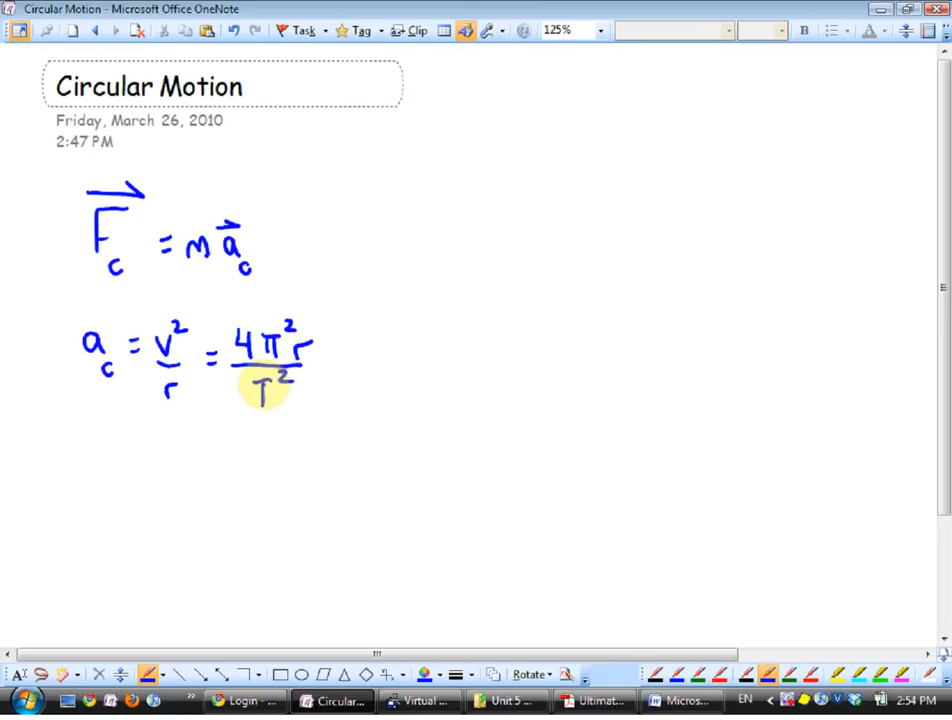 Circular Motion - Microsoft Office OneNote
Task Tag Clip 125% B A
Circular Motion
Friday, March 26, 2010
2:47 PM
F⃗c = m a⃗c
ac = v²/r = 4π²r/T²
Rotate
Login - ... Circular... Virtual ... Unit 5 ... Ultimat... Micros... EN 2:54 PM